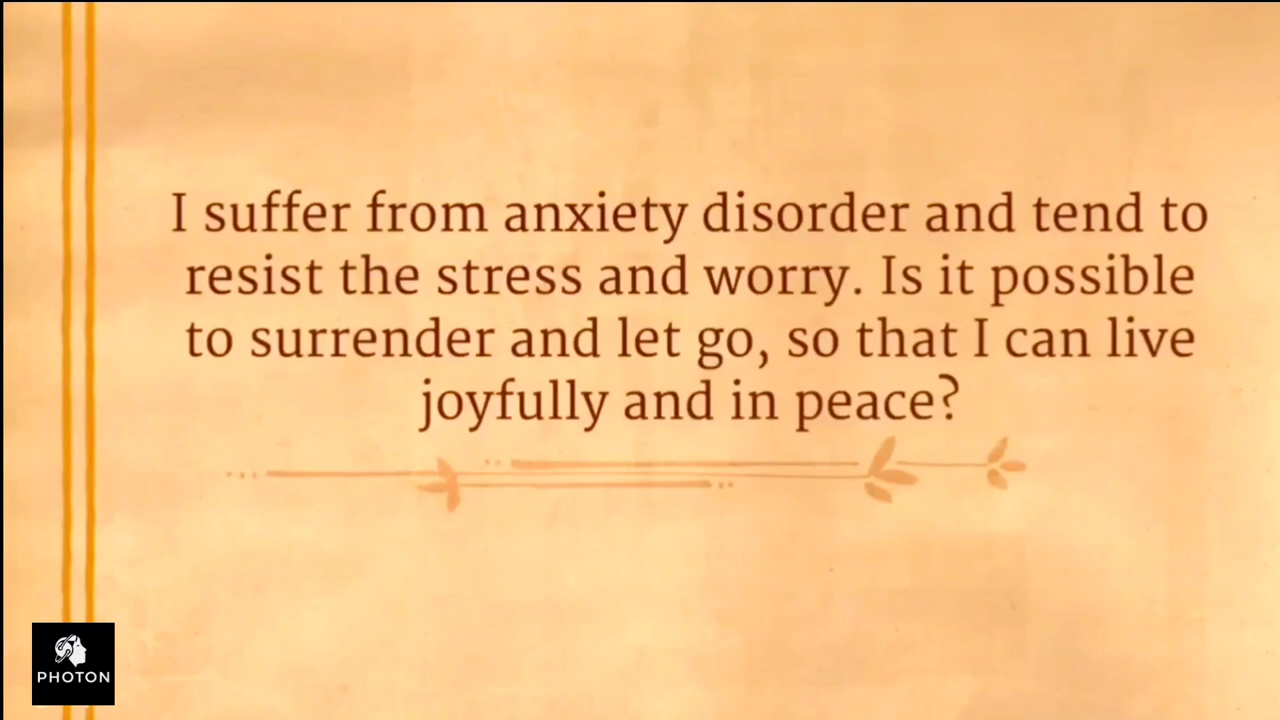 I suffer from anxiety disorder and tend to
resist the stress and worry. Is it possible
to surrender and let go, so that I can live
joyfully and in peace?
PHOTON